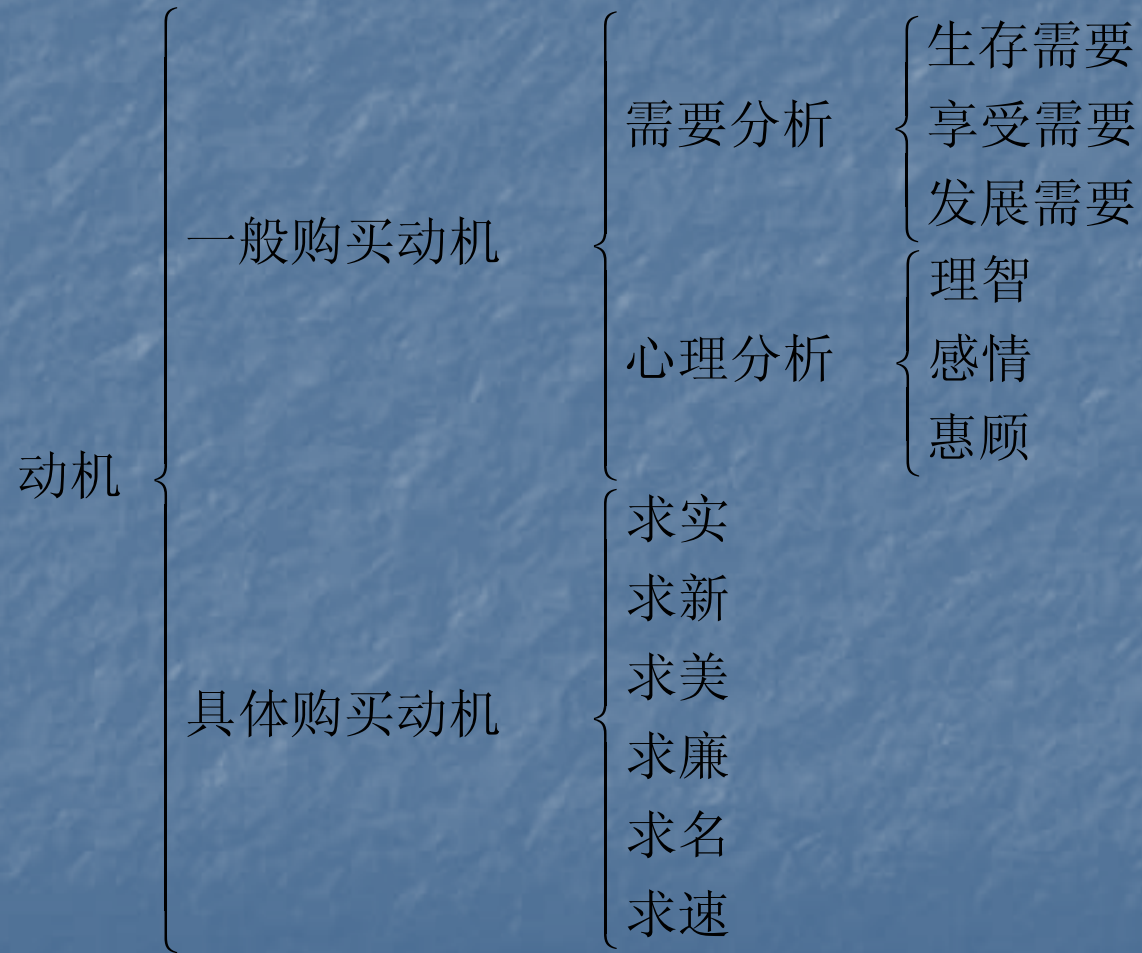 动机
一般购买动机
需要分析
生存需要
享受需要
发展需要
心理分析
理智
感情
惠顾
具体购买动机
求实
求新
求美
求廉
求名
求速